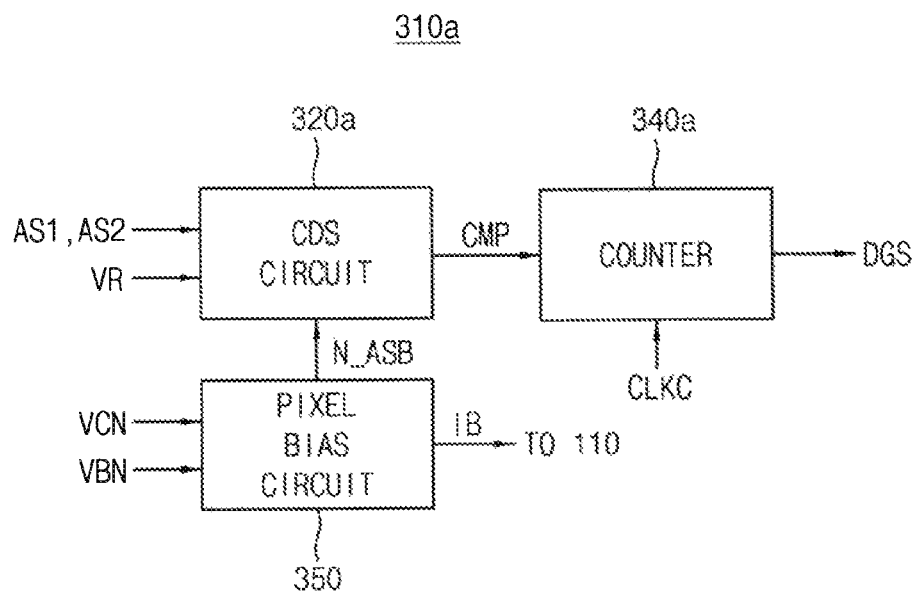 310a
320a
340a
AS1, AS2
VR
CDS
CIRCUIT
CMP
COUNTER
DGS
N_ASB
CLKC
VCN
VBN
PIXEL
BIAS
CIRCUIT
IB
TO 110
350